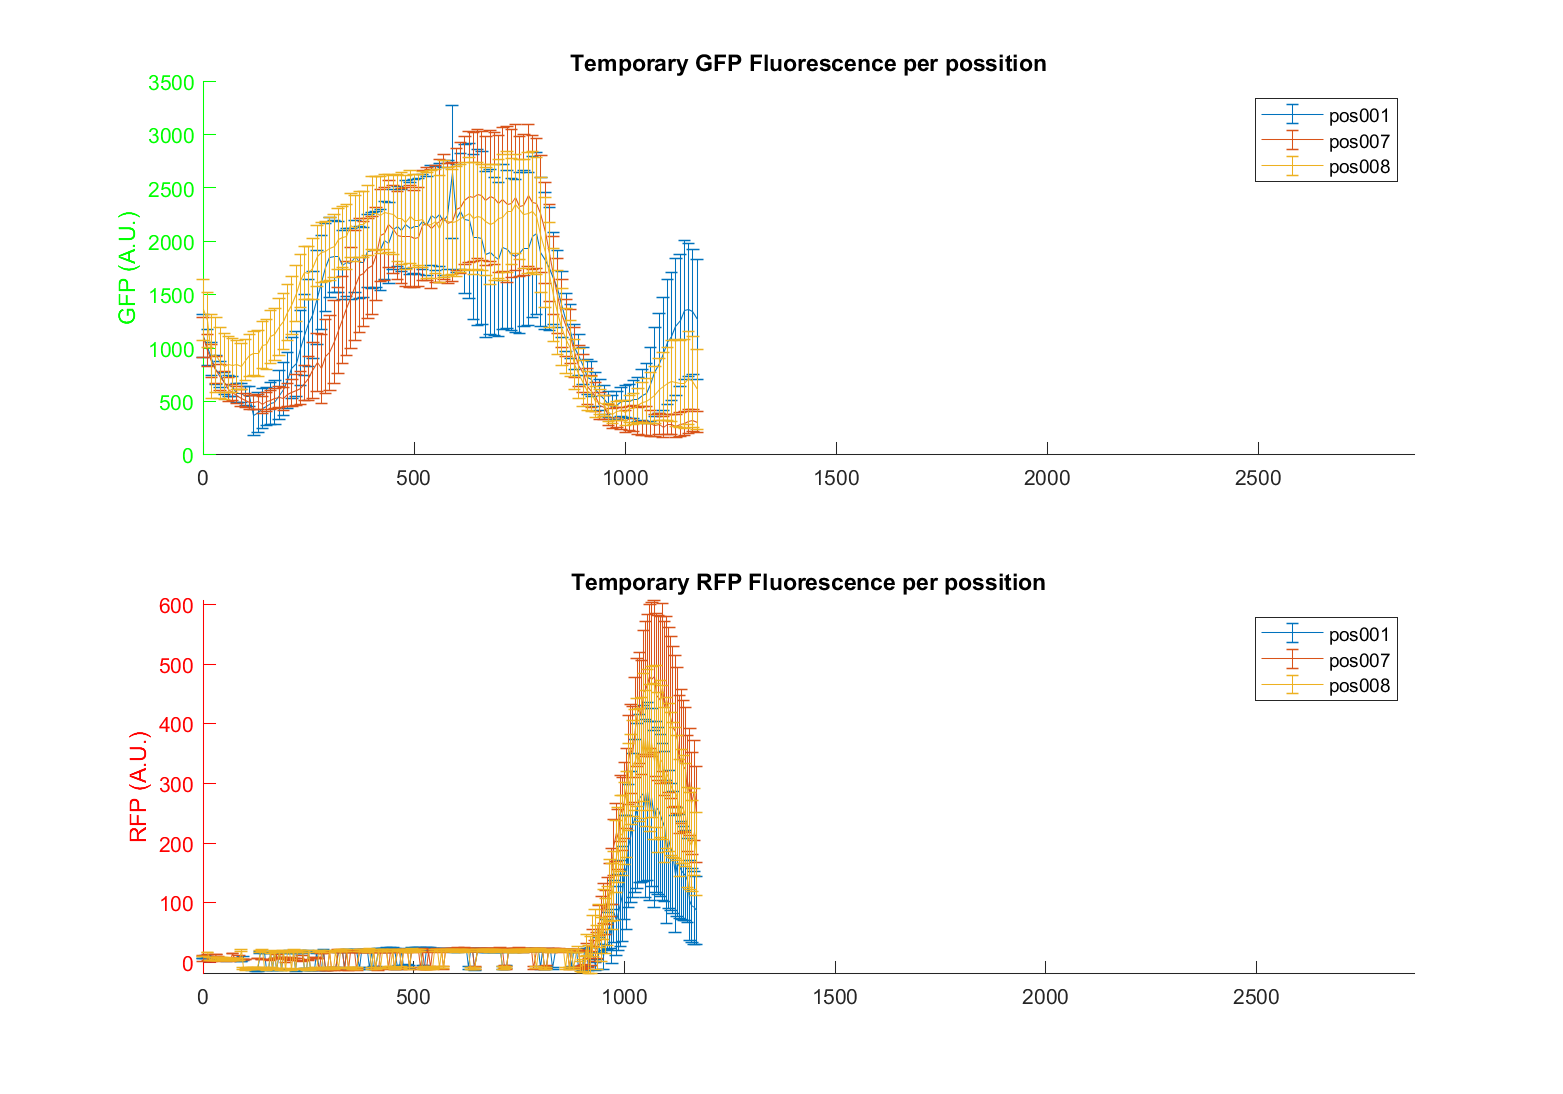 Temporary GFP Fluorescence per possition
3500
3000
2500
2000
1500
1000
500
0
GFP (A.U.)
pos001
pos007
pos008
0 500 1000 1500 2000 2500
Temporary RFP Fluorescence per possition
600
500
400
300
200
100
0
RFP (A.U.)
pos001
pos007
pos008
0 500 1000 1500 2000 2500